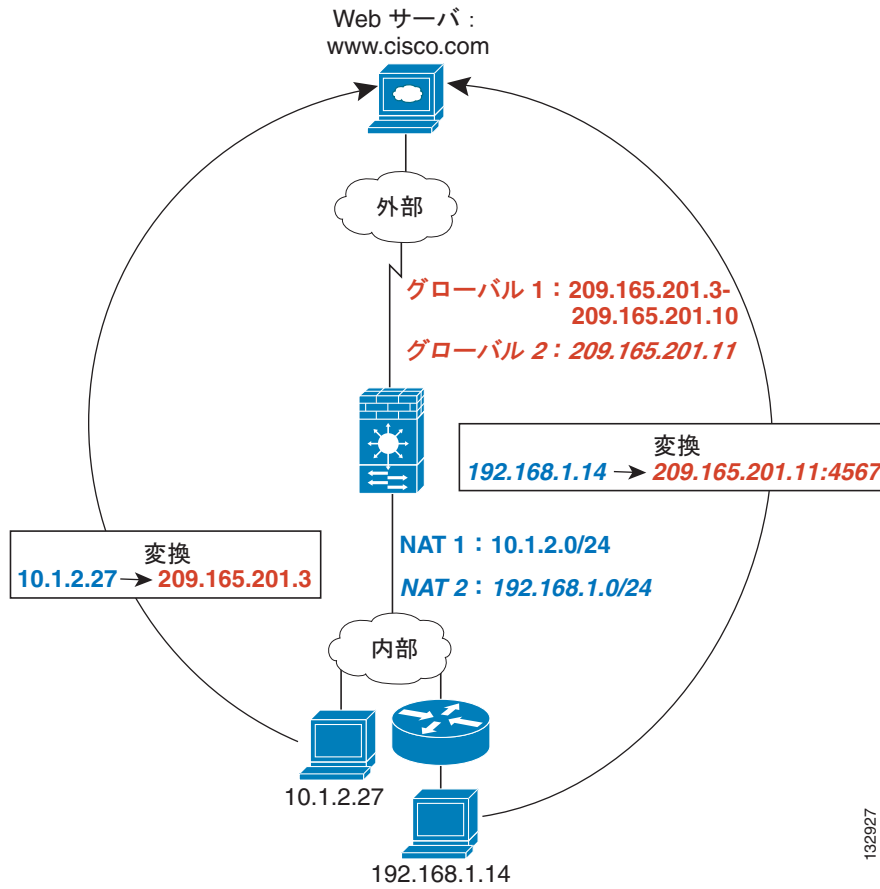 Web サーバ：
www.cisco.com
外部
グローバル 1：209.165.201.3-
209.165.201.10
グローバル 2：209.165.201.11
変換
192.168.1.14 → 209.165.201.11:4567
NAT 1：10.1.2.0/24
NAT 2：192.168.1.0/24
変換
10.1.2.27 → 209.165.201.3
内部
10.1.2.27
192.168.1.14
132927